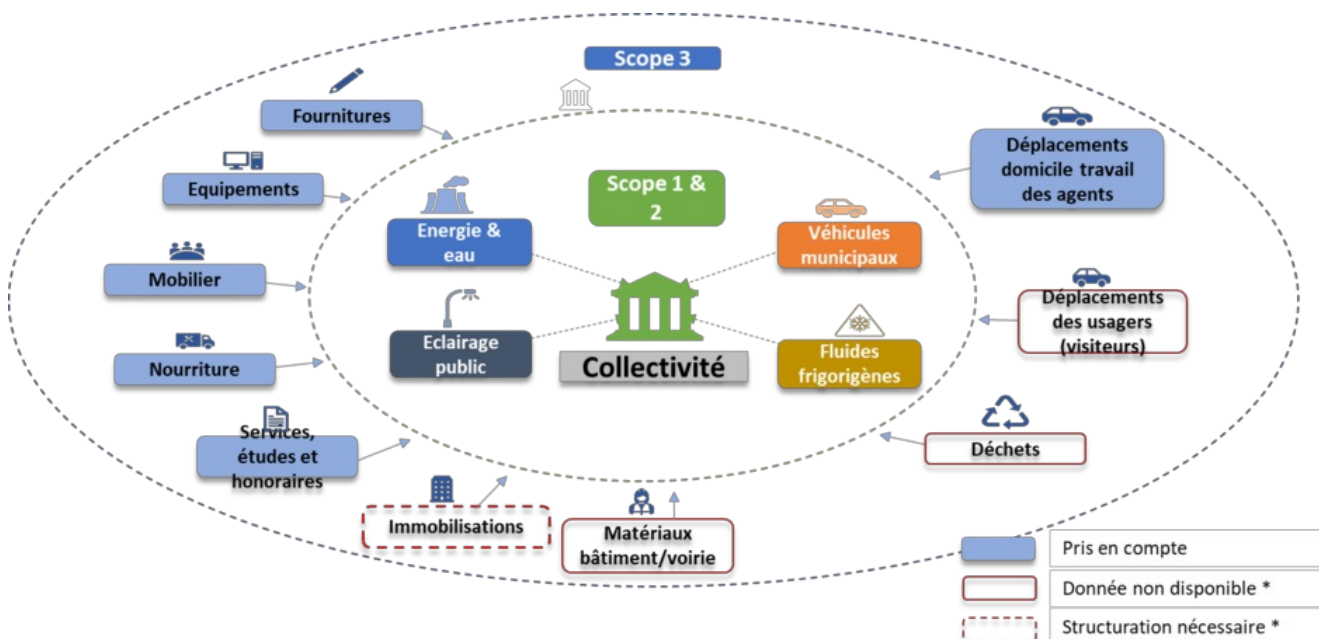 Scope 3
Fournitures
Equipements
Mobilier
Nourriture
Services,
études et
honoraires
Immobilisations
Matériaux
bâtiment/voirie
Scope 1 &
2
Energie &
eau
Véhicules
municipaux
Eclairage
public
Collectivité
Fluides
frigorigènes
Déplacements
domicile travail
des agents
Déplacements
des usagers
(visiteurs)
Déchets
Pris en compte
Donnée non disponible *
Structuration nécessaire *